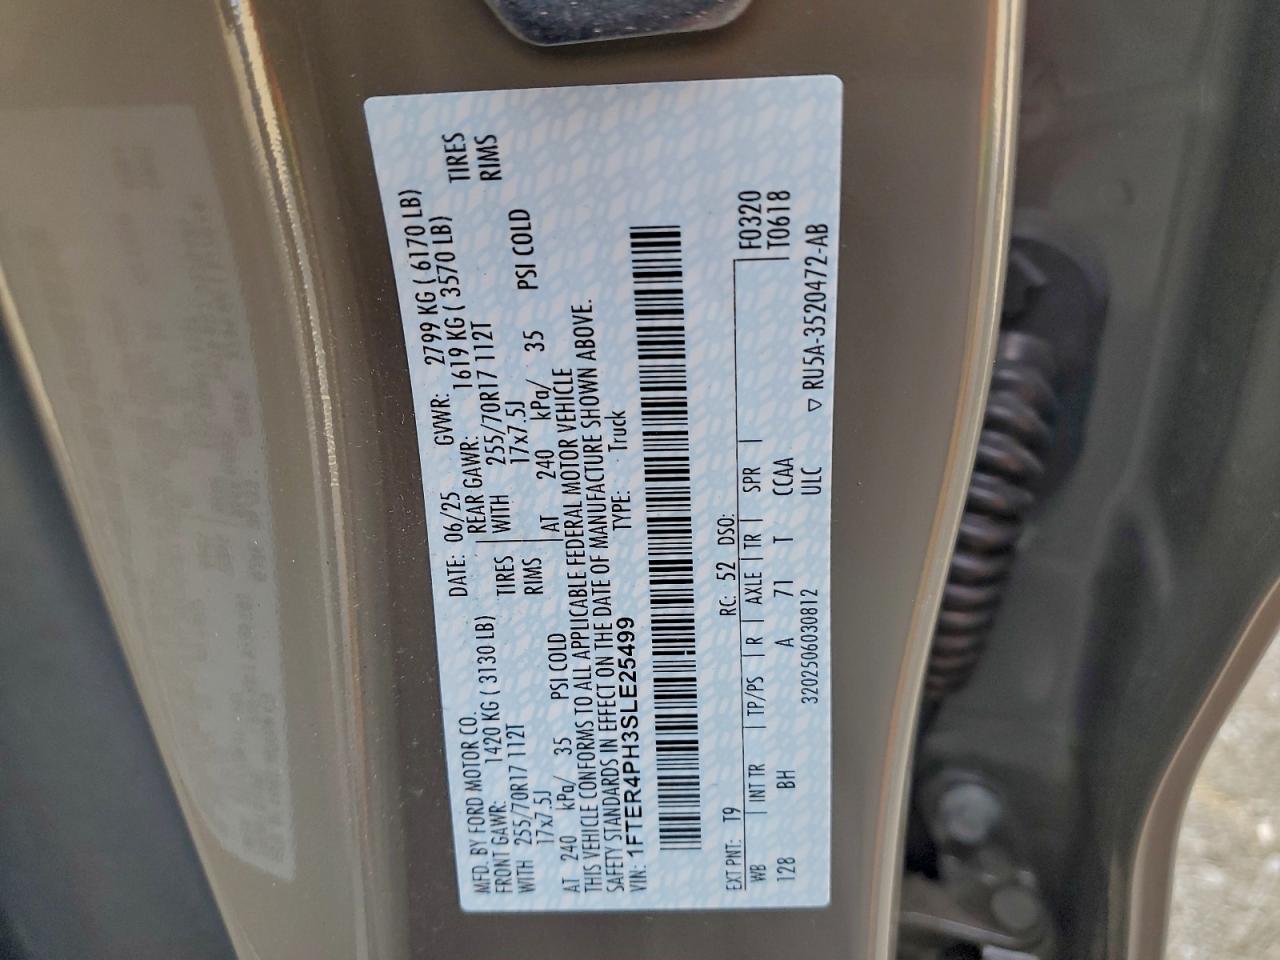 MFD. BY FORD MOTOR CO.
DATE: 06/25 GVWR: 2799 KG ( 6170 LB)
FRONT GAWR: 1420 KG ( 3130 LB) REAR GAWR: 1619 KG ( 3570 LB)
WITH 255/70R17 112T TIRES WITH 255/70R17 112T TIRES
17x7.5J RIMS 17x7.5J RIMS
AT 240 kPa/ 35 PSI COLD AT 240 kPa/ 35 PSI COLD
THIS VEHICLE CONFORMS TO ALL APPLICABLE FEDERAL MOTOR VEHICLE
SAFETY STANDARDS IN EFFECT ON THE DATE OF MANUFACTURE SHOWN ABOVE.
VIN: 1FTER4PH3SLE25499 TYPE: Truck
EXT PNT: T9 RC: 52 DSO: F0320
WB INT TR TP/PS R AXLE TR SPR T0618
128 BH A 71 T CCAA
3202506030812 ULC ▽ RU5A-3520472-AB